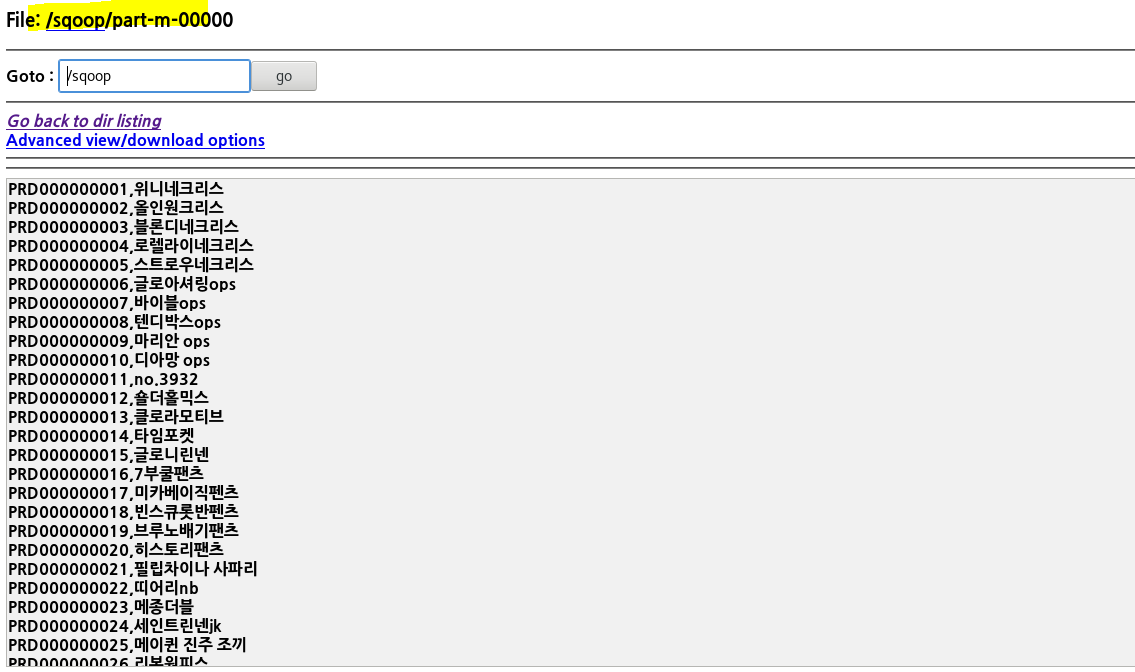 File: /sqoop/part-m-00000
Goto : /sqoop go
Go back to dir listing
Advanced view/download options
PRD000000001,위니네크리스
PRD000000002,올인원크리스
PRD000000003,블론디네크리스
PRD000000004,로렐라이네크리스
PRD000000005,스트로우네크리스
PRD000000006,글로아셔링ops
PRD000000007,바이블ops
PRD000000008,텐디박스ops
PRD000000009,마리안 ops
PRD000000010,디아망 ops
PRD000000011,no.3932
PRD000000012,숄더홀믹스
PRD000000013,클로라모티브
PRD000000014,타임포켓
PRD000000015,글로니린넨
PRD000000016,7부쿨팬츠
PRD000000017,미카베이직펜츠
PRD000000018,빈스큐롯반펜츠
PRD000000019,브루노배기팬츠
PRD000000020,히스토리팬츠
PRD000000021,필립차이나 사파리
PRD000000022,띠어리nb
PRD000000023,메종더블
PRD000000024,세인트린넨jk
PRD000000025,메이퀸 진주 조끼
PRD000000026,리본원피스